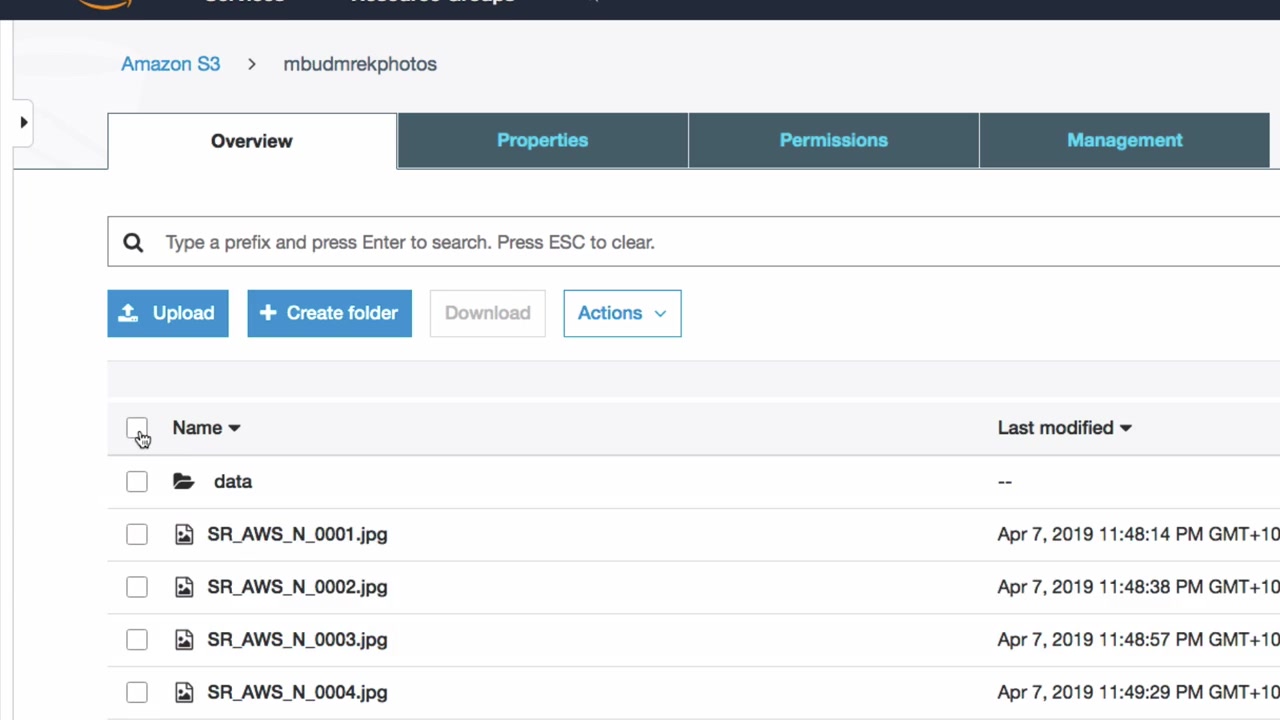 Services Resource Groups
Amazon S3 > mbudmrekphotos
Overview Properties Permissions Management
Type a prefix and press Enter to search. Press ESC to clear.
Upload + Create folder Download Actions
Name Last modified
data --
SR_AWS_N_0001.jpg Apr 7, 2019 11:48:14 PM GMT+10
SR_AWS_N_0002.jpg Apr 7, 2019 11:48:38 PM GMT+10
SR_AWS_N_0003.jpg Apr 7, 2019 11:48:57 PM GMT+10
SR_AWS_N_0004.jpg Apr 7, 2019 11:49:29 PM GMT+10